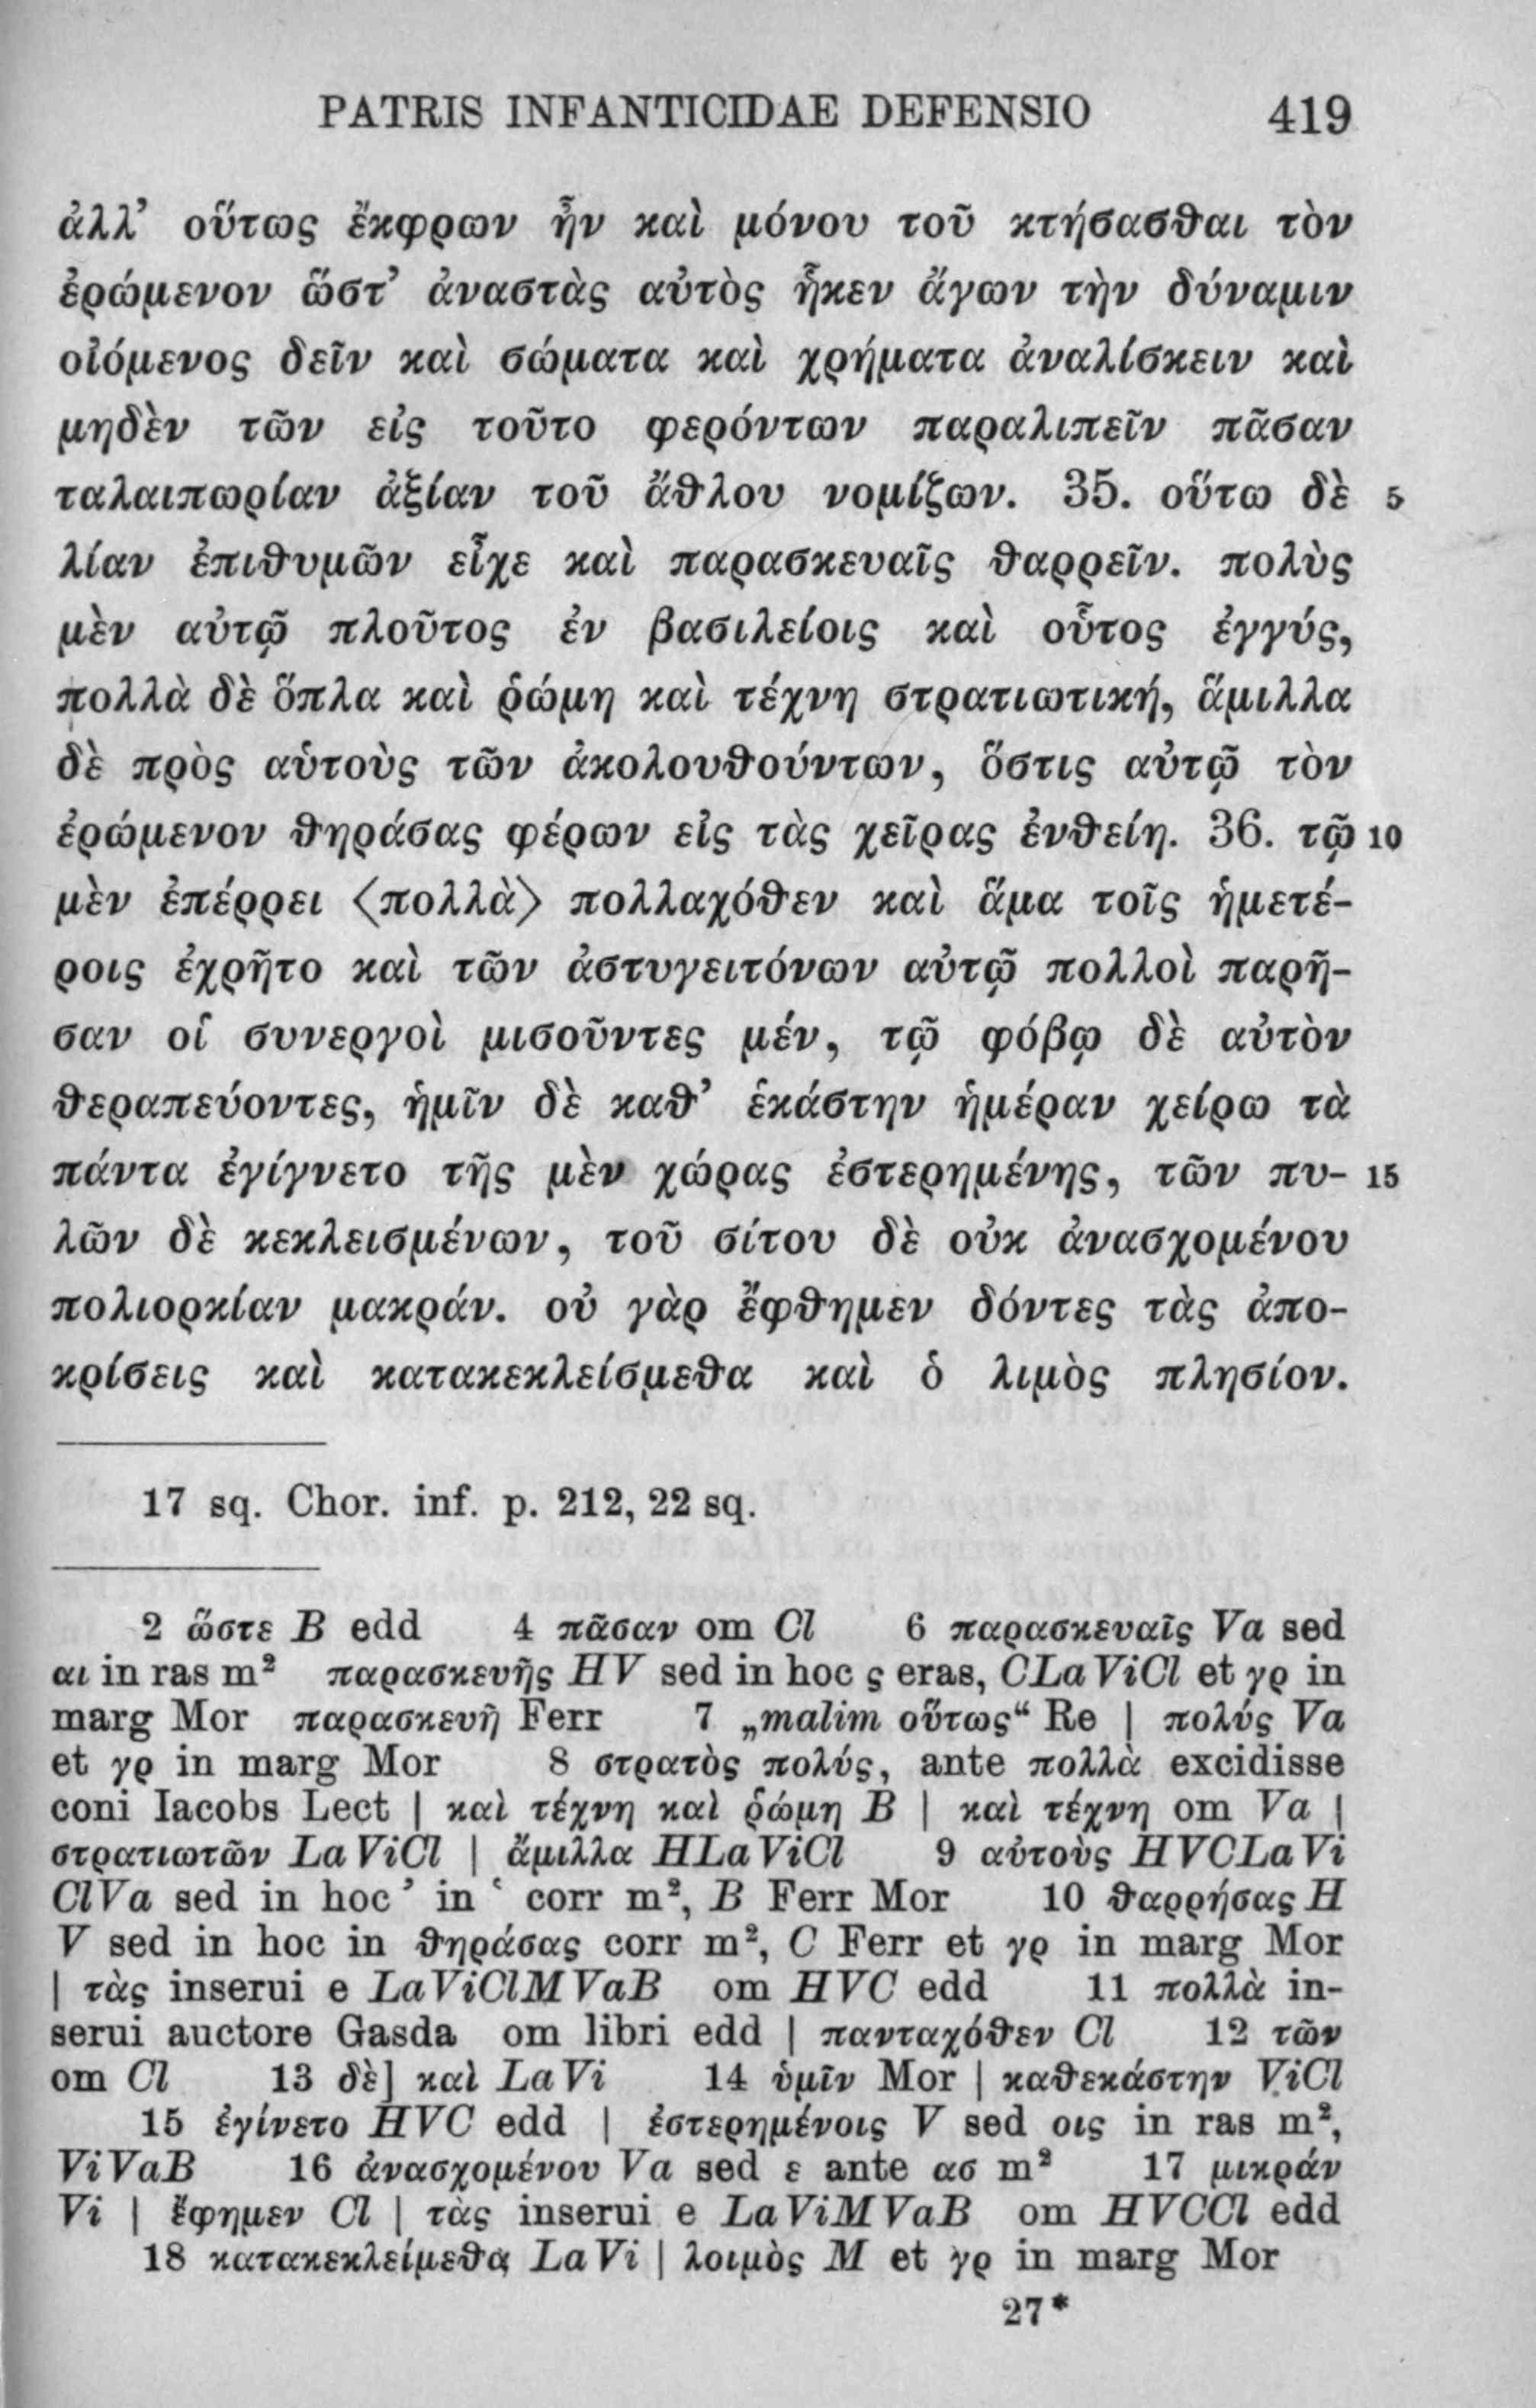 PATRIS INFANTICIDAE DEFENSIO 419
ἀλλ’ οὕτως ἔκφρων ἦν καὶ μόνου τοῦ κτήσασθαι τὸν
ἐρώμενον ὥστ’ ἀναστὰς αὐτὸς ἧκεν ἄγων τὴν δύναμιν
οἰόμενος δεῖν καὶ σώματα καὶ χρήματα ἀναλίσκειν καὶ
μηδὲν τῶν εἰς τοῦτο φερόντων παραλιπεῖν πᾶσαν
ταλαιπωρίαν ἀξίαν τοῦ ἄθλου νομίζων. 35. οὕτω δὲ 5
λίαν ἐπιθυμῶν εἶχε καὶ παρασκευαῖς θαρρεῖν. πολὺς
μὲν αὐτῷ πλοῦτος ἐν βασιλείοις καὶ οὗτος ἐγγύς,
πολλὰ δὲ ὅπλα καὶ ῥώμη καὶ τέχνη στρατιωτική, ἅμιλλα
δὲ πρὸς αὑτοὺς τῶν ἀκολουθούντων, ὅστις αὐτῷ τὸν
ἐρώμενον θηράσας φέρων εἰς τὰς χεῖρας ἐνθείη. 36. τῷ 10
μὲν ἐπέρρει ⟨πολλὰ⟩ πολλαχόθεν καὶ ἅμα τοῖς ἡμετέ-
ροις ἐχρῆτο καὶ τῶν ἀστυγειτόνων αὐτῷ πολλοὶ παρῆ-
σαν οἱ συνεργοὶ μισοῦντες μέν, τῷ φόβῳ δὲ αὐτὸν
θεραπεύοντες, ἡμῖν δὲ καθ’ ἑκάστην ἡμέραν χείρω τὰ
πάντα ἐγίγνετο τῆς μὲν χώρας ἐστερημένης, τῶν πυ- 15
λῶν δὲ κεκλεισμένων, τοῦ σίτου δὲ οὐκ ἀνασχομένου
πολιορκίαν μακράν. οὐ γὰρ ἔφθημεν δόντες τὰς ἀπο-
κρίσεις καὶ κατακεκλείσμεθα καὶ ὁ λιμὸς πλησίον.
17 sq. Chor. inf. p. 212, 22 sq.
2 ὥστε B edd 4 πᾶσαν om Cl 6 παρασκευαῖς Va sed
αι in ras m² παρασκευῆς HV sed in hoc ς eras, CLaViCl et γρ in
marg Mor παρασκευῆ Ferr 7 „malim οὕτως“ Re | πολύς Va
et γρ in marg Mor 8 στρατὸς πολύς, ante πολλὰ excidisse
coni Iacobs Lect | καὶ τέχνη καὶ ῥώμη B | καὶ τέχνη om Va |
στρατιωτῶν LaViCl | ἄμιλλα HLaViCl 9 αὐτοὺς HVCLaVi
ClVa sed in hoc ’ in ‘ corr m², B Ferr Mor 10 θαρρήσας H
V sed in hoc in θηράσας corr m², C Ferr et γρ in marg Mor
| τὰς inserui e LaViClMVaB om HVC edd 11 πολλὰ in-
serui auctore Gasda om libri edd | πανταχόθεν Cl 12 τῶν
om Cl 13 δὲ] καὶ LaVi 14 ὑμῖν Mor | καθεκάστην ViCl
15 ἐγίνετο HVC edd | ἐστερημένοις V sed οις in ras m²,
ViVaB 16 ἀνασχομένου Va sed ε ante ασ m² 17 μικράν
Vi | ἔφημεν Cl | τὰς inserui e LaViMVaB om HVCCl edd
18 κατακεκλείμεθα LaVi | λοιμὸς M et γρ in marg Mor
27*